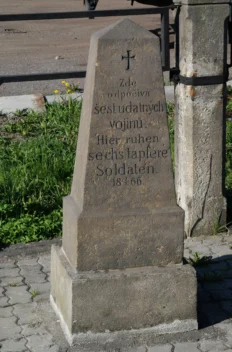 Zde
odpočívá
šest udatných
vojínů.
Hier ruhen
sechs tapfere
Soldaten.
1866